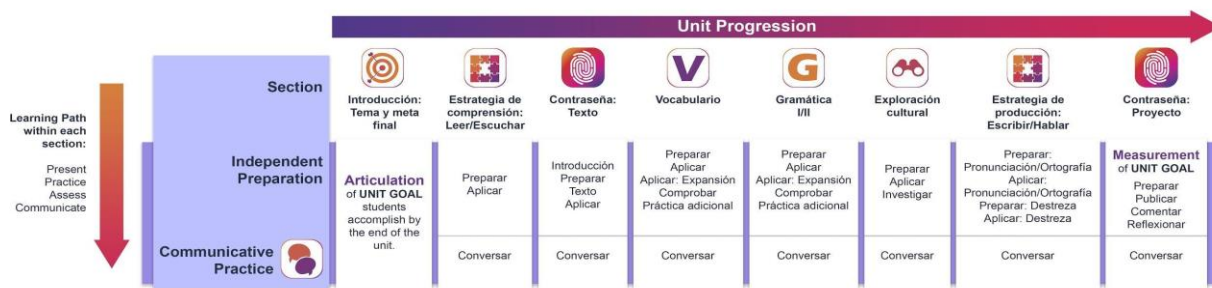 Unit Progression
Learning Path
within each
section:
Present
Practice
Assess
Communicate
Section
Independent
Preparation
Communicative
Practice
Introducción:
Tema y meta
final
Articulation
of UNIT GOAL
students
accomplish by
the end of the
unit.
Estrategia de
comprensión:
Leer/Escuchar
Preparar
Aplicar
Conversar
Contraseña:
Texto
Introducción
Preparar
Texto
Aplicar
Conversar
V
Vocabulario
Preparar
Aplicar
Aplicar: Expansión
Comprobar
Práctica adicional
Conversar
G
Gramática
I/II
Preparar
Aplicar
Aplicar: Expansión
Comprobar
Práctica adicional
Conversar
Exploración
cultural
Preparar
Aplicar
Investigar
Conversar
Estrategia de
producción:
Escribir/Hablar
Preparar:
Pronunciación/Ortografía
Aplicar:
Pronunciación/Ortografía
Preparar: Destreza
Aplicar: Destreza
Conversar
Contraseña:
Proyecto
Measurement
of UNIT GOAL
Preparar
Publicar
Comentar
Reflexionar
Conversar